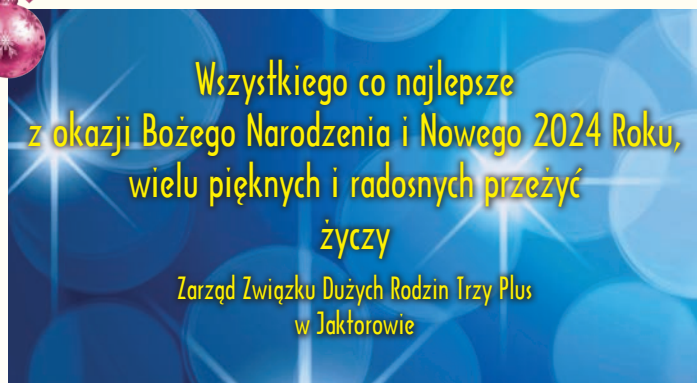 Wszystkiego co najlepsze
z okazji Bożego Narodzenia i Nowego 2024 Roku,
wielu pięknych i radosnych przeżyć
życzy
Zarząd Związku Dużych Rodzin Trzy Plus
w Jaktorowie